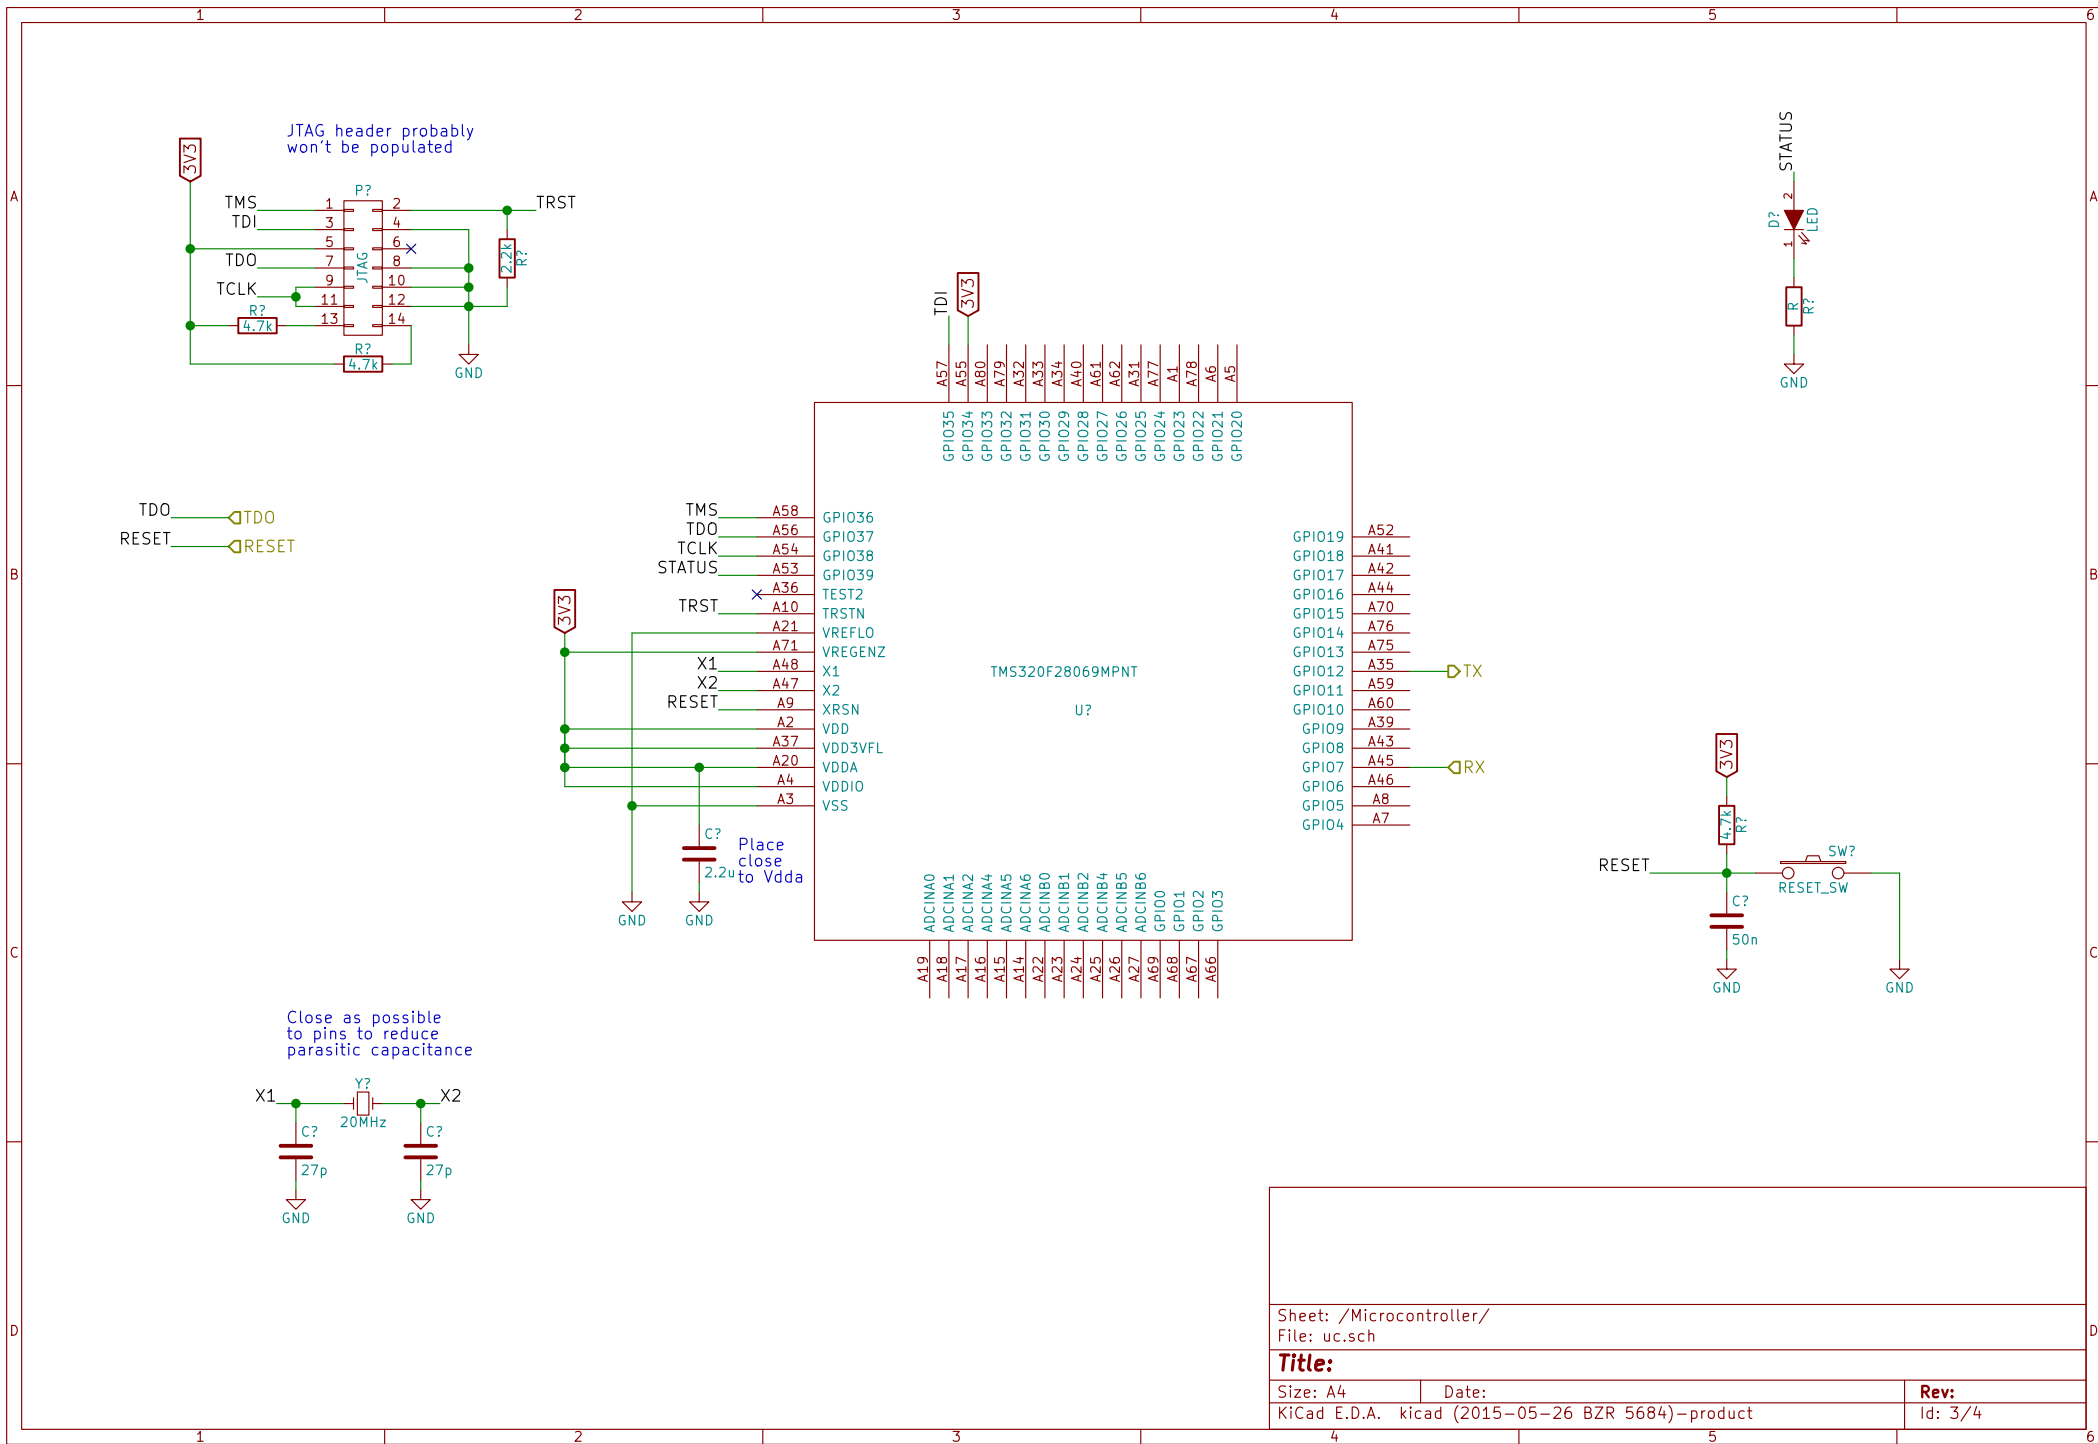 1 2 3 4 5 6
A
B
C
D
A
B
C
D
1 2 3 4 5 6
JTAG header probably
won't be populated
3V3
P?
JTAG
TMS 1 2 TRST
TDI 3 4
5 6
TDO 7 8
TCLK 9 10
11 12
R? 4.7k 13 14
R?
4.7k
2.2k R?
GND
STATUS
2
D? LED
1
R R?
GND
TDO TDO
RESET RESET
TDI 3V3
A57 A55 A80 A79 A32 A33 A34 A40 A61 A62 A31 A77 A1 A78 A6 A5
GPIO35 GPIO34 GPIO33 GPIO32 GPIO31 GPIO30 GPIO29 GPIO28 GPIO27 GPIO26 GPIO25 GPIO24 GPIO23 GPIO22 GPIO21 GPIO20
3V3
TMS A58 GPIO36
TDO A56 GPIO37
TCLK A54 GPIO38
STATUS A53 GPIO39
A36 TEST2
TRST A10 TRSTN
A21 VREFLO
A71 VREGENZ
X1 A48 X1
X2 A47 X2
RESET A9 XRSN
A2 VDD
A37 VDD3VFL
A20 VDDA
A4 VDDIO
A3 VSS
TMS320F28069MPNT
U?
GPIO19 A52
GPIO18 A41
GPIO17 A42
GPIO16 A44
GPIO15 A70
GPIO14 A76
GPIO13 A75
GPIO12 A35 TX
GPIO11 A59
GPIO10 A60
GPIO9 A39
GPIO8 A43
GPIO7 A45 RX
GPIO6 A46
GPIO5 A8
GPIO4 A7
C?
2.2u
Place
close
to Vdda
GND GND
ADCINA0 ADCINA1 ADCINA2 ADCINA4 ADCINA5 ADCINA6 ADCINB0 ADCINB1 ADCINB2 ADCINB4 ADCINB5 ADCINB6 GPIO0 GPIO1 GPIO2 GPIO3
A19 A18 A17 A16 A15 A14 A22 A23 A24 A25 A26 A27 A69 A68 A67 A66
3V3
4.7k R?
RESET
SW?
RESET_SW
C?
50n
GND GND
Close as possible
to pins to reduce
parasitic capacitance
X1 Y? X2
20MHz
C? C?
27p 27p
GND GND
Sheet: /Microcontroller/
File: uc.sch
Title:
Size: A4 Date: Rev:
KiCad E.D.A. kicad (2015-05-26 BZR 5684)-product Id: 3/4